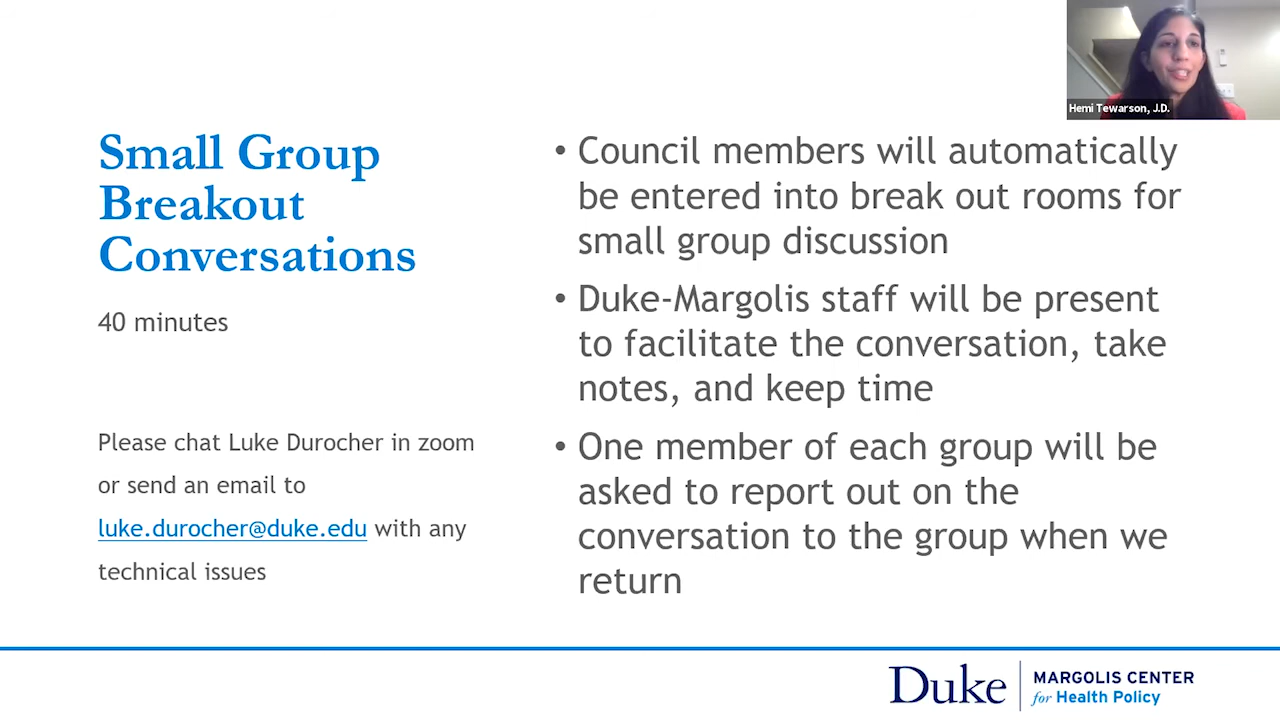 Hemi Tewarson, J.D.
Small Group
Breakout
Conversations
40 minutes
Please chat Luke Durocher in zoom
or send an email to
luke.durocher@duke.edu with any
technical issues
• Council members will automatically
be entered into break out rooms for
small group discussion
• Duke-Margolis staff will be present
to facilitate the conversation, take
notes, and keep time
• One member of each group will be
asked to report out on the
conversation to the group when we
return
Duke
MARGOLIS CENTER
for Health Policy